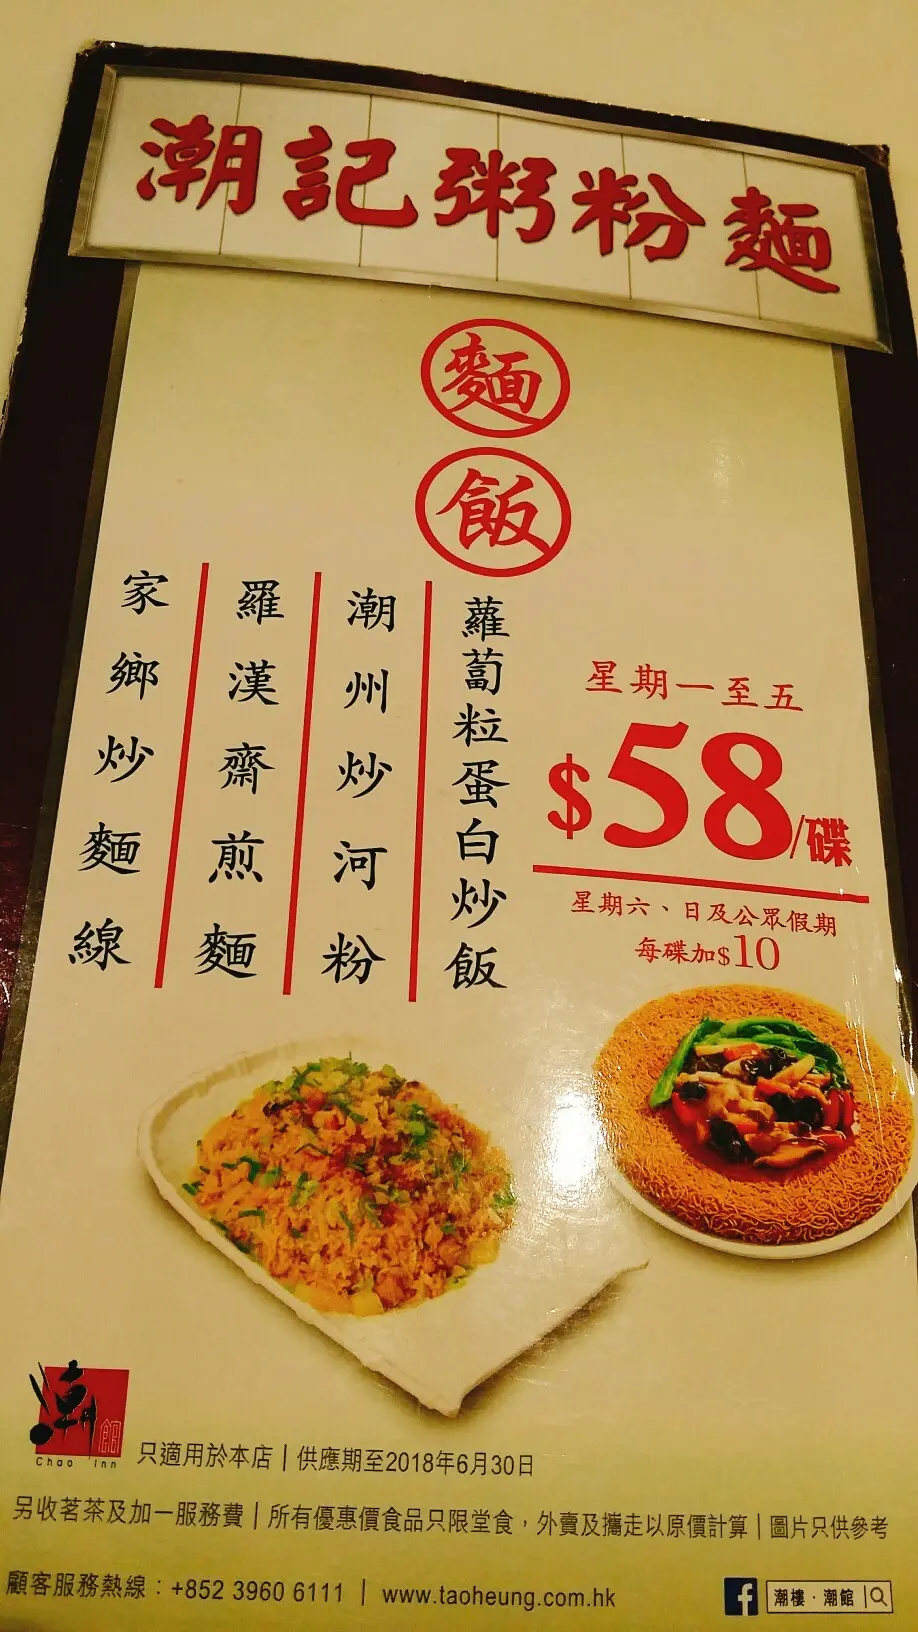 潮記粥粉麵
麵
飯
蘿蔔粒蛋白炒飯
潮州炒河粉
羅漢齋煎麵
家鄉炒麵線
星期一至五
$58/碟
星期六、日及公眾假期
每碟加$10
潮館
Chao Inn
只適用於本店 | 供應期至2018年6月30日
另收茗茶及加一服務費 | 所有優惠價食品只限堂食，外賣及攜走以原價計算 | 圖片只供參考
顧客服務熱線：+852 3960 6111 | www.taoheung.com.hk
潮樓．潮館